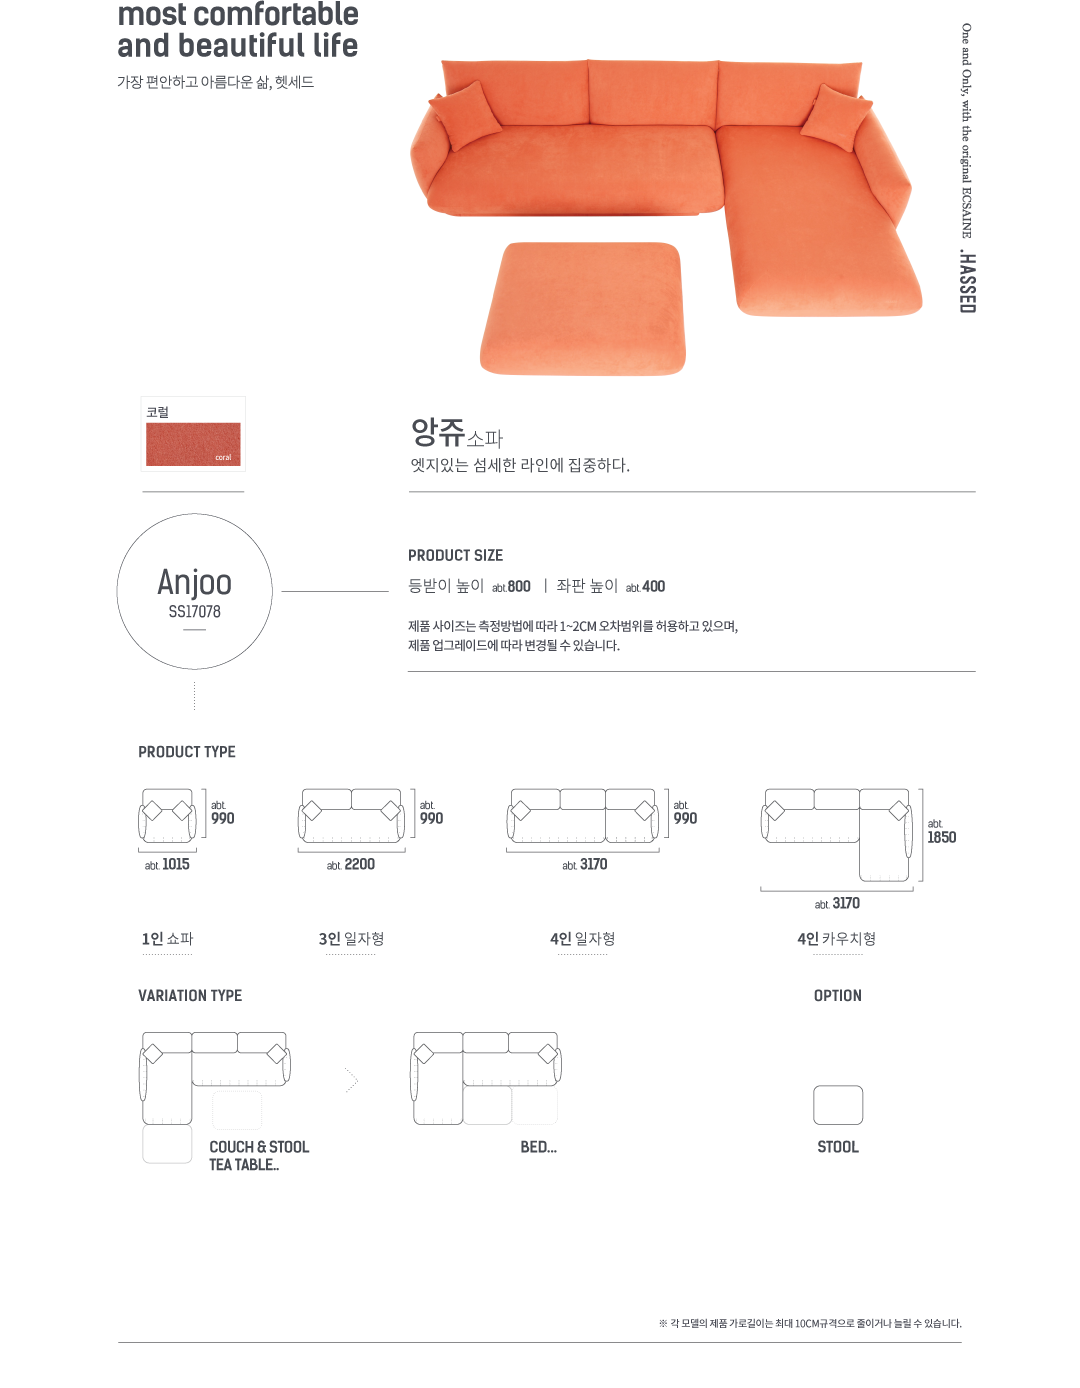 most comfortable
and beautiful life
가장 편안하고 아름다운 삶, 헷세드
One and Only, with the original ECSAINE .HASSED
코럴
coral
앙쥬소파
엣지있는 섬세한 라인에 집중하다.
Anjoo
SS17078
PRODUCT SIZE
등받이 높이 abt.800 | 좌판 높이 abt.400
제품 사이즈는 측정방법에 따라 1~2CM 오차범위를 허용하고 있으며,
제품 업그레이드에 따라 변경될 수 있습니다.
PRODUCT TYPE
abt. 990
abt. 1015
abt. 990
abt. 2200
abt. 990
abt. 3170
abt. 1850
abt. 3170
1인 쇼파
3인 일자형
4인 일자형
4인 카우치형
VARIATION TYPE
OPTION
COUCH & STOOL
TEA TABLE..
BED...
STOOL
※ 각 모델의 제품 가로길이는 최대 10CM규격으로 줄이거나 늘릴 수 있습니다.